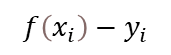 f(xᵢ) − yᵢ